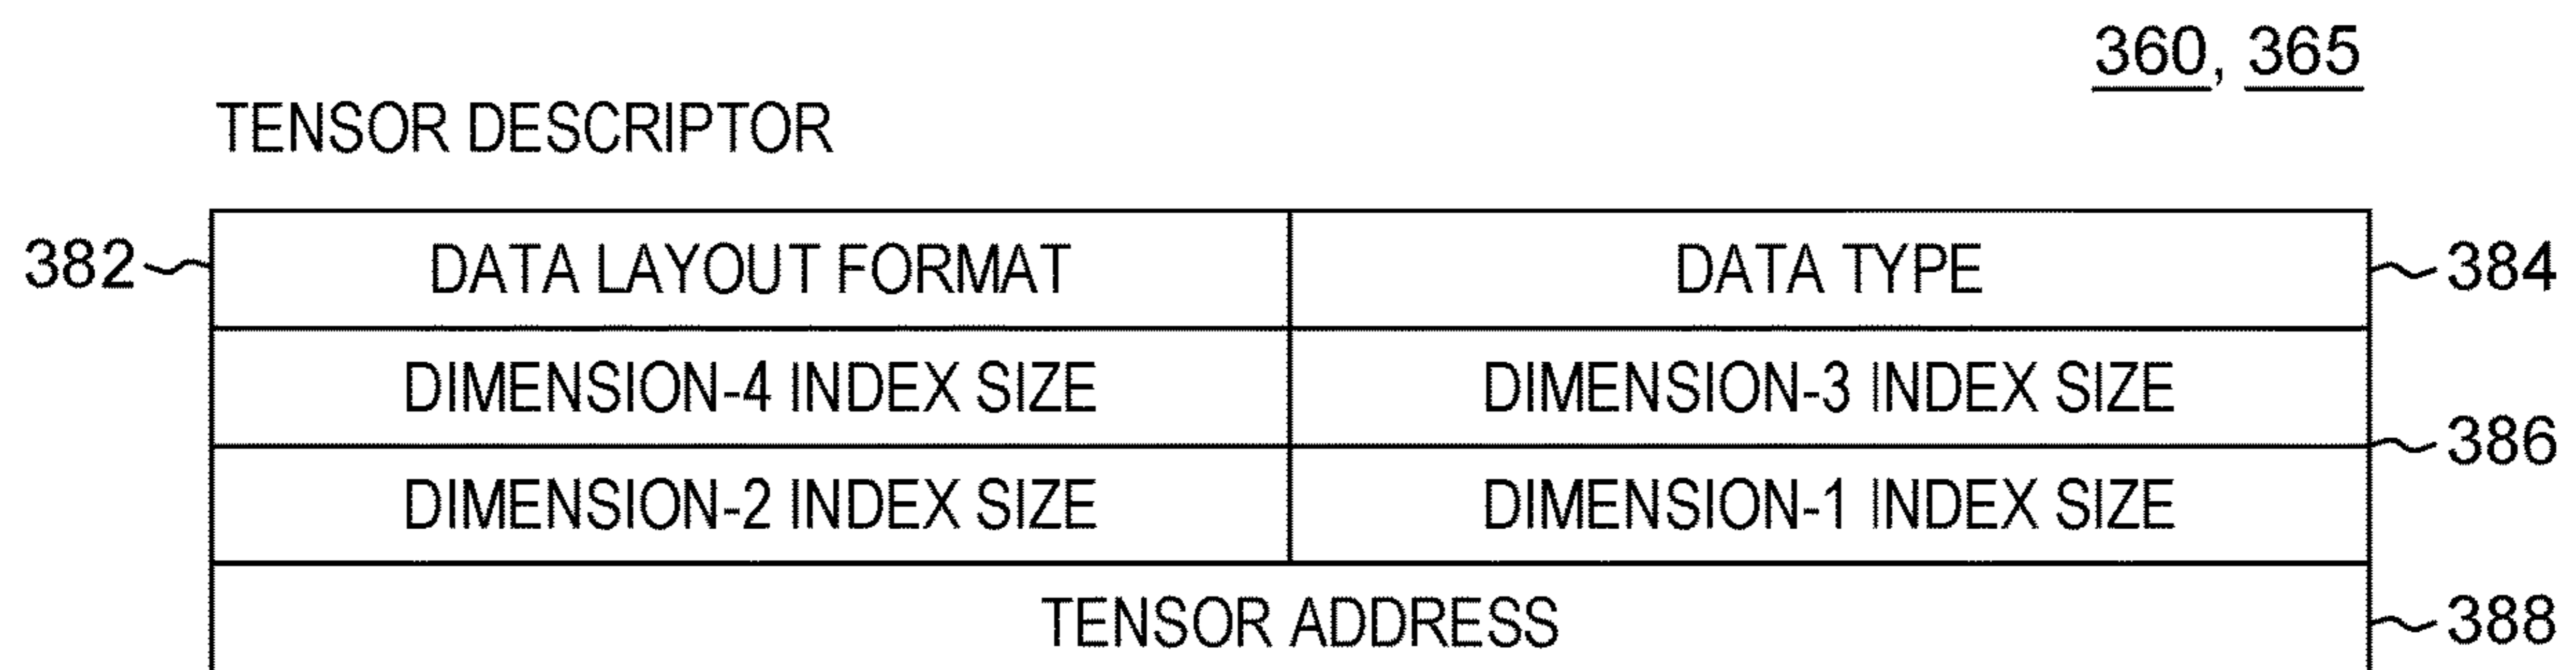 360, 365
TENSOR DESCRIPTOR
382 DATA LAYOUT FORMAT DATA TYPE 384
DIMENSION-4 INDEX SIZE DIMENSION-3 INDEX SIZE
386
DIMENSION-2 INDEX SIZE DIMENSION-1 INDEX SIZE
TENSOR ADDRESS 388